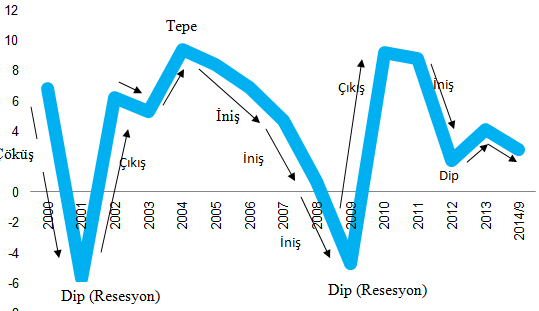 12
Tepe
10
8
Çıkış
İniş
6
İniş
4
Çöküş
Çıkış
İniş
2
Dip
0
2000 2001 2002 2003 2004 2005 2006 2007 2008 2009 2010 2011 2012 2013 2014/9
-2
İniş
-4
-6
Dip (Resesyon)
Dip (Resesyon)